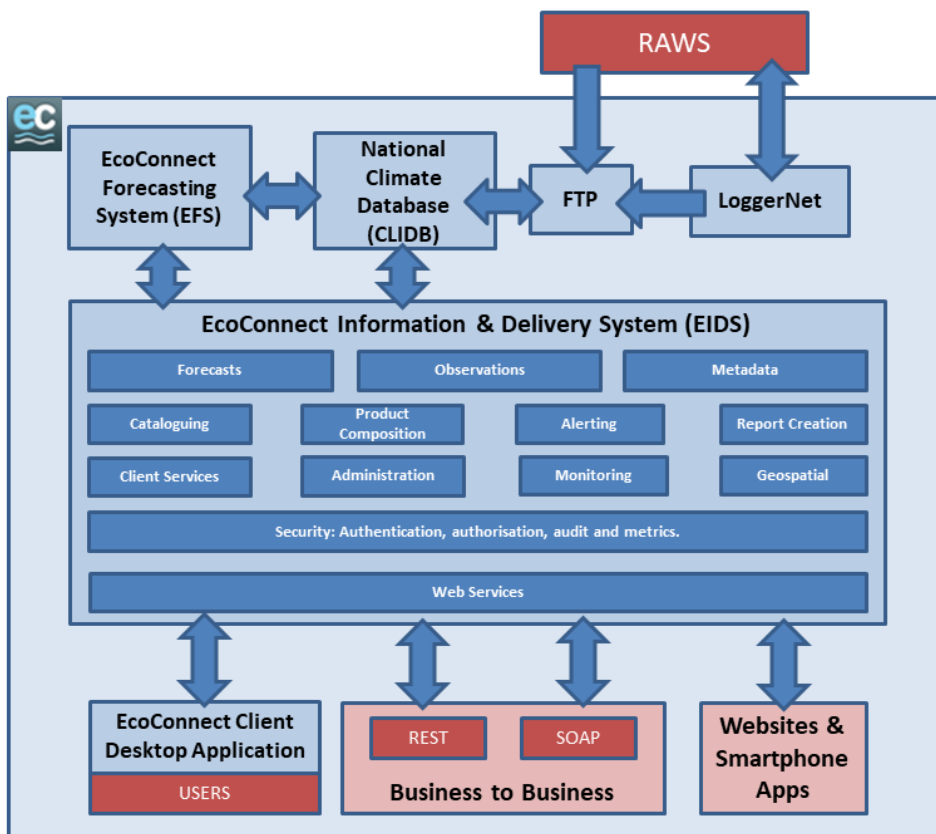 RAWS
ec
EcoConnect
Forecasting
System (EFS)
National
Climate
Database
(CLIDB)
FTP
LoggerNet
EcoConnect Information & Delivery System (EIDS)
Forecasts
Observations
Metadata
Cataloguing
Product
Composition
Alerting
Report Creation
Client Services
Administration
Monitoring
Geospatial
Security: Authentication, authorisation, audit and metrics.
Web Services
EcoConnect Client
Desktop Application
USERS
REST
SOAP
Business to Business
Websites &
Smartphone
Apps